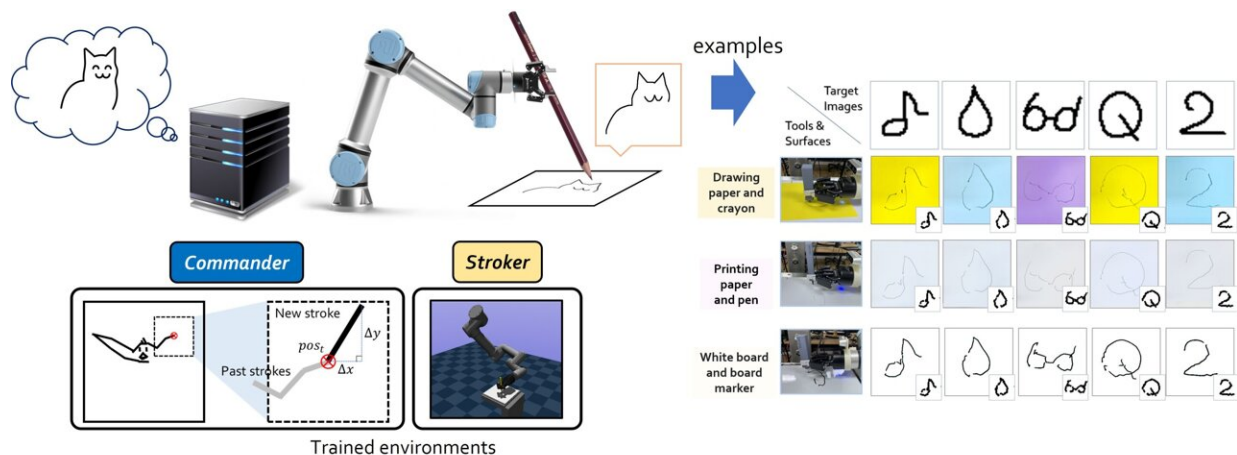 examples
Target
Images
Tools &
Surfaces
Drawing
paper and
crayon
Printing
paper
and pen
White board
and board
marker
Commander
Stroker
New stroke
Δy
pos_t
Δx
Past strokes
Trained environments